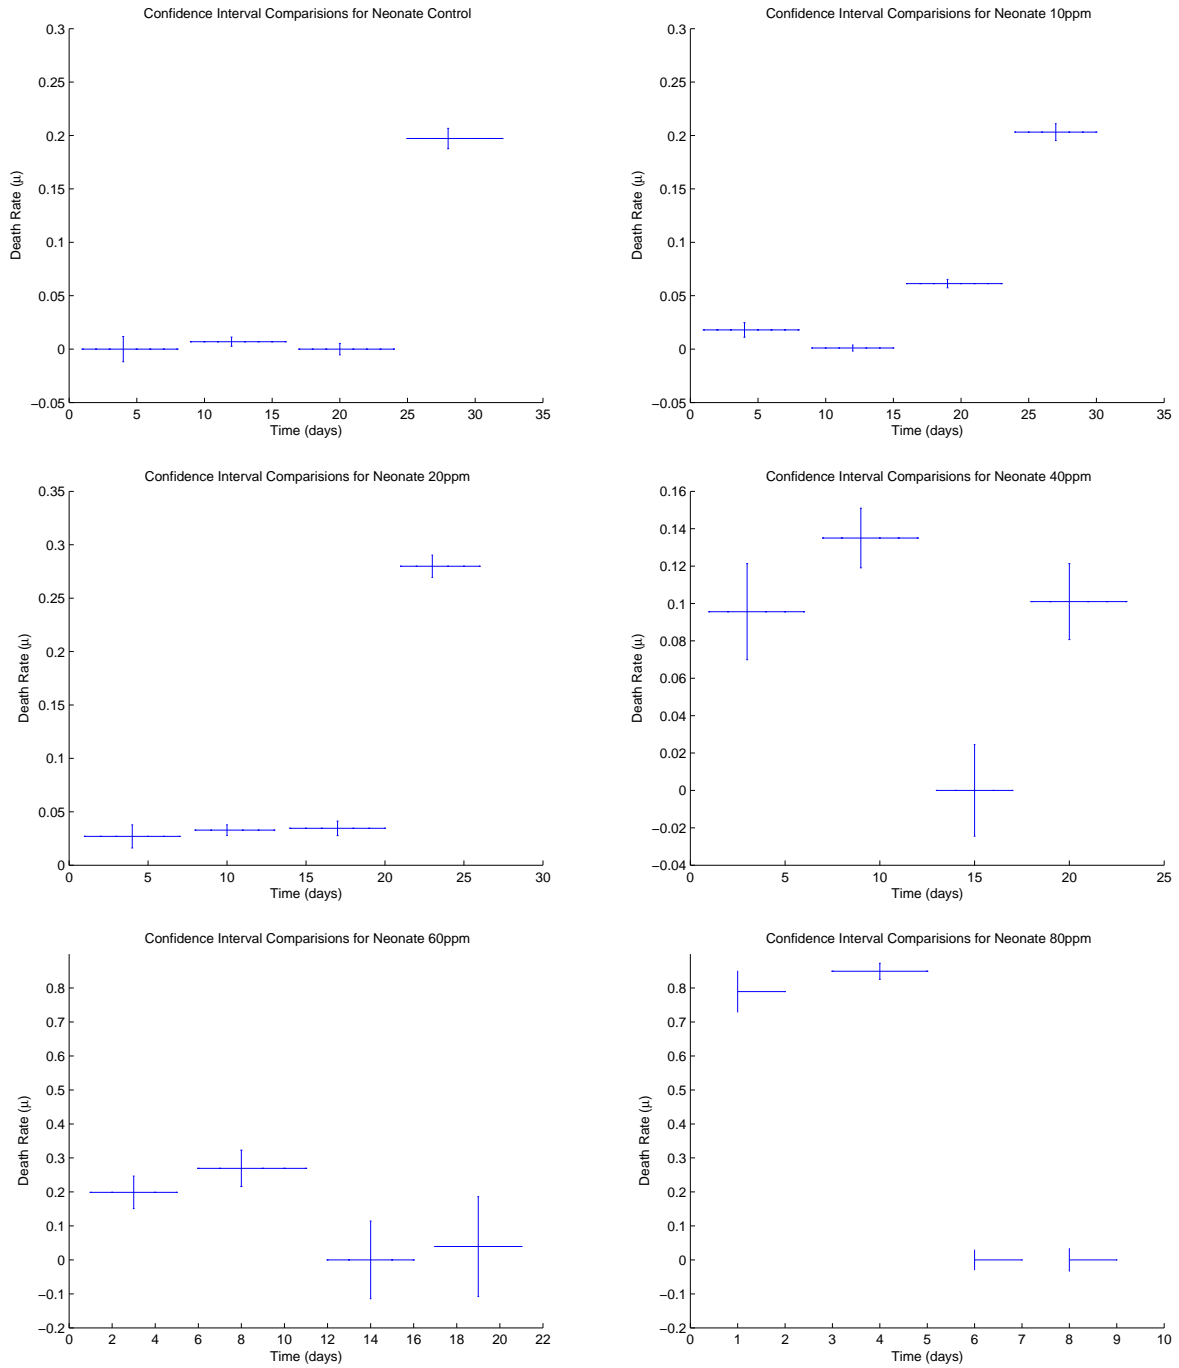 Confidence Interval Comparisions for Neonate Control
0.3
0.25
0.2
0.15
0.1
0.05
0
−0.05
Death Rate (μ)
0 5 10 15 20 25 30 35
Time (days)
Confidence Interval Comparisions for Neonate 10ppm
0.3
0.25
0.2
0.15
0.1
0.05
0
−0.05
Death Rate (μ)
0 5 10 15 20 25 30 35
Time (days)
Confidence Interval Comparisions for Neonate 20ppm
0.35
0.3
0.25
0.2
0.15
0.1
0.05
0
Death Rate (μ)
0 5 10 15 20 25 30
Time (days)
Confidence Interval Comparisions for Neonate 40ppm
0.16
0.14
0.12
0.1
0.08
0.06
0.04
0.02
0
−0.02
−0.04
Death Rate (μ)
0 5 10 15 20 25
Time (days)
Confidence Interval Comparisions for Neonate 60ppm
0.8
0.7
0.6
0.5
0.4
0.3
0.2
0.1
0
−0.1
−0.2
Death Rate (μ)
0 2 4 6 8 10 12 14 16 18 20 22
Time (days)
Confidence Interval Comparisions for Neonate 80ppm
0.8
0.7
0.6
0.5
0.4
0.3
0.2
0.1
0
−0.1
−0.2
Death Rate (μ)
0 1 2 3 4 5 6 7 8 9 10
Time (days)